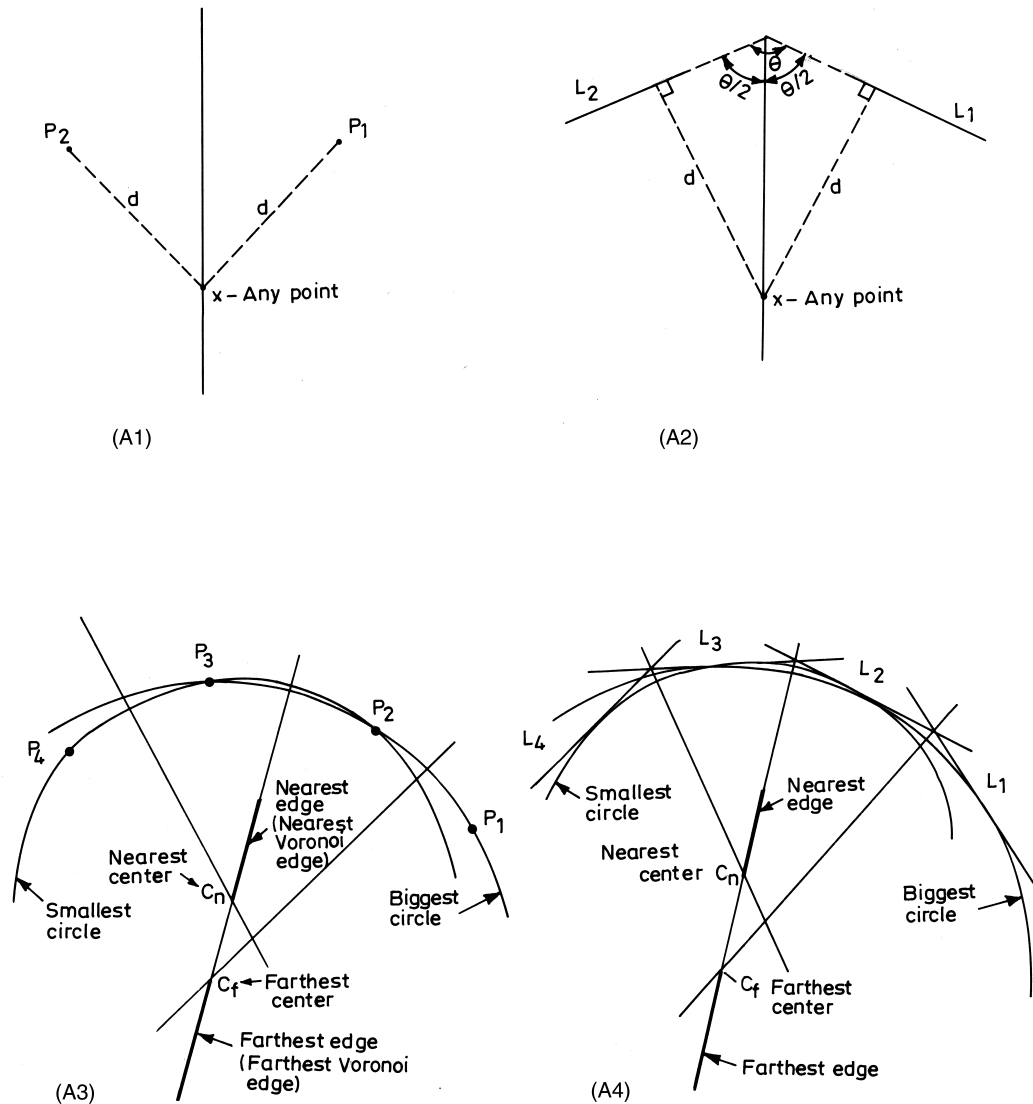 P2
P1
d
d
x – Any point
(A1)
θ
θ/2
θ/2
L2
L1
d
d
x – Any point
(A2)
P3
P2
P4
P1
Nearest
edge
(Nearest
Voronoi
edge)
Nearest
center
Cn
Smallest
circle
Biggest
circle
Cf
Farthest
center
Farthest edge
(Farthest Voronoi
edge)
(A3)
L3
L2
L4
L1
Smallest
circle
Nearest
edge
Nearest
center
Cn
Biggest
circle
Cf
Farthest
center
Farthest edge
(A4)